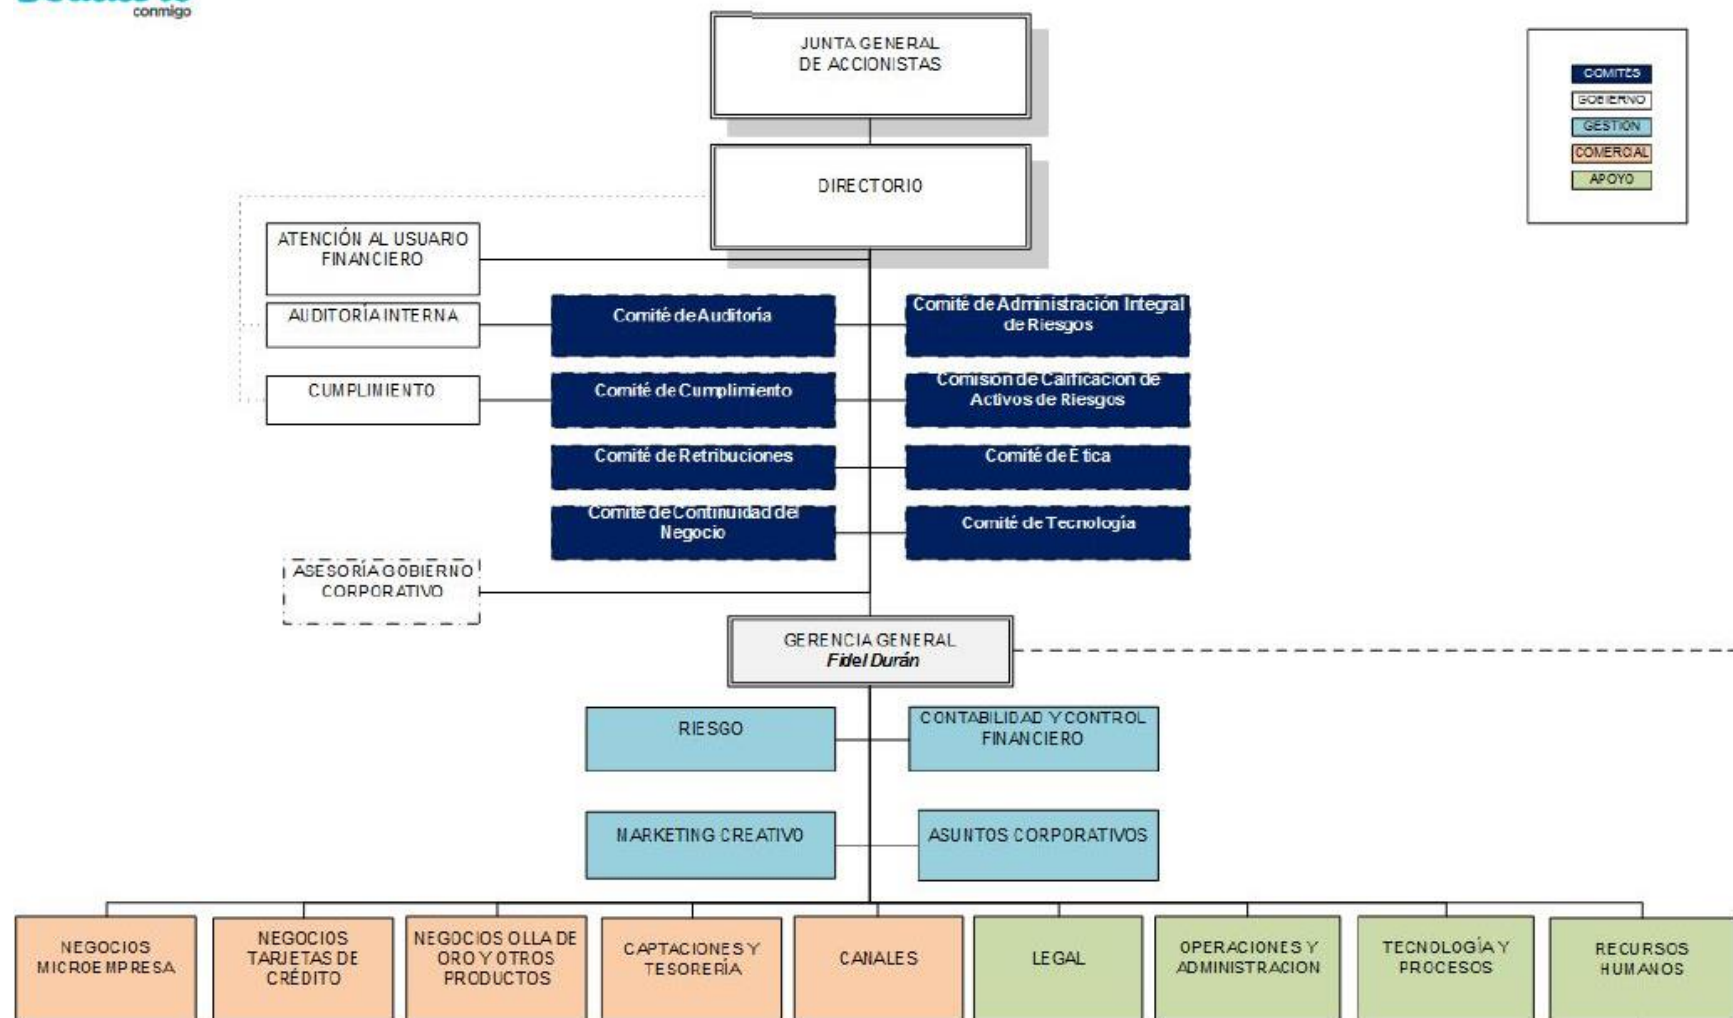 conmigo
JUNTA GENERAL
DE ACCIONISTAS
COMITÉS
GOBIERNO
GESTION
COMERCIAL
APOYO
DIRECTORIO
ATENCIÓN AL USUARIO
FINANCIERO
AUDITORÍA INTERNA
Comité de Auditoría
Comité de Administración Integral
de Riesgos
CUMPLIMIENTO
Comité de Cumplimiento
Comisión de Calificación de
Activos de Riesgos
Comité de Retribuciones
Comité de Ética
Comité de Continuidad del
Negocio
Comité de Tecnología
ASESORÍA GOBIERNO
CORPORATIVO
GERENCIA GENERAL
Fidel Durán
RIESGO
CONTABILIDAD Y CONTROL
FINANCIERO
MARKETING CREATIVO
ASUNTOS CORPORATIVOS
NEGOCIOS
MICROEMPRESA
NEGOCIOS
TARJETAS DE
CRÉDITO
NEGOCIOS OLLA DE
ORO Y OTROS
PRODUCTOS
CAPTACIONES Y
TESORERÍA
CANALES
LEGAL
OPERACIONES Y
ADMINISTRACION
TECNOLOGÍA Y
PROCESOS
RECURSOS
HUMANOS